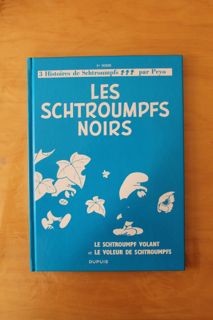 1re SÉRIE
3 Histoires de Schtroumpfs par Peyo
LES
SCHTROUMPFS
NOIRS
LE SCHTROUMPF VOLANT
et LE VOLEUR DE SCHTROUMPFS
DUPUIS